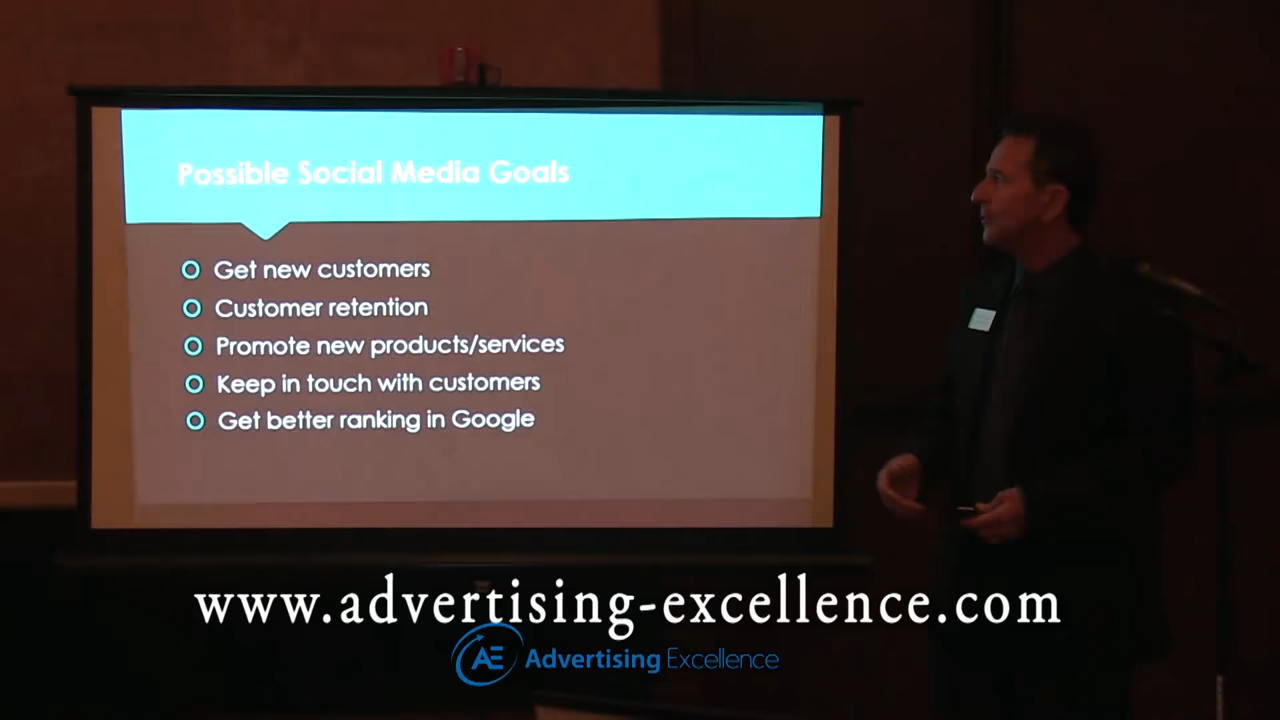 Possible Social Media Goals
Get new customers
Customer retention
Promote new products/services
Keep in touch with customers
Get better ranking in Google
www.advertising-excellence.com
AE Advertising Excellence